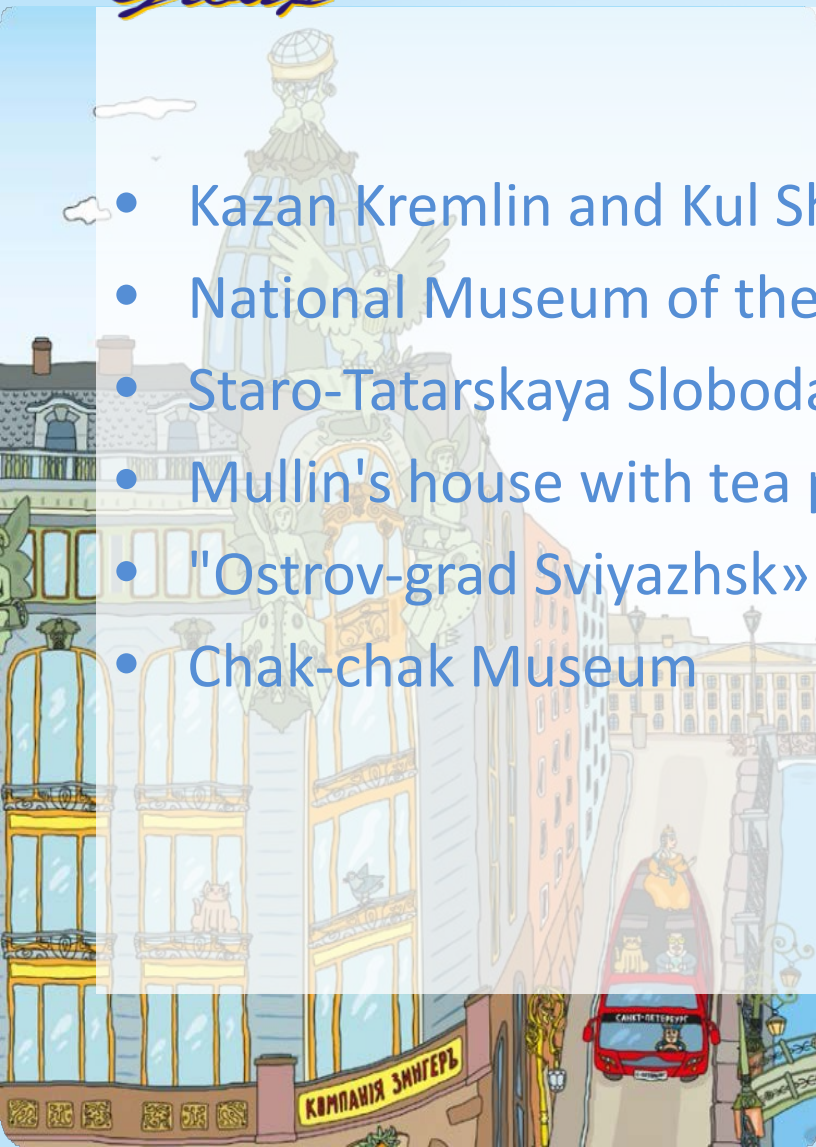 Group
• Kazan Kremlin and Kul Sh
• National Museum of the
• Staro-Tatarskaya Sloboda
• Mullin's house with tea p
• "Ostrov-grad Sviyazhsk»
• Chak-chak Museum
САНКТ-ПЕТЕРБУРГ
КОМПАНІЯ ЗИНГЕРЪ